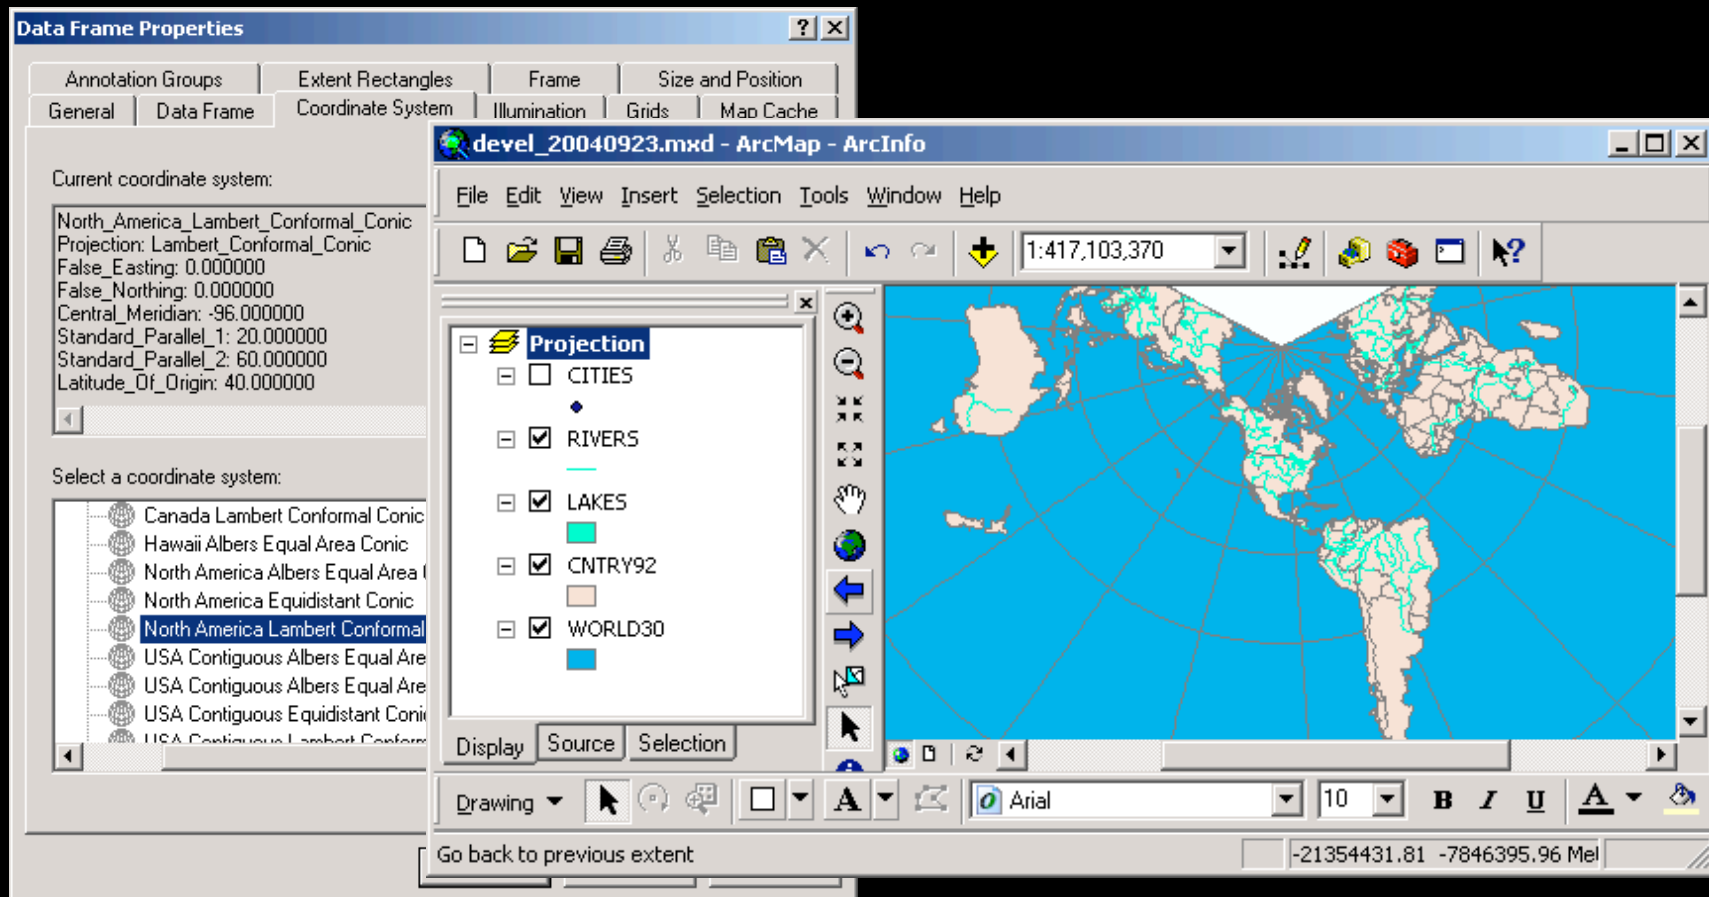 Data Frame Properties
Annotation Groups
Extent Rectangles
Frame
Size and Position
General
Data Frame
Coordinate System
Illumination
Grids
Map Cache
Current coordinate system:
North_America_Lambert_Conformal_Conic
Projection: Lambert_Conformal_Conic
False_Easting: 0.000000
False_Northing: 0.000000
Central_Meridian: -96.000000
Standard_Parallel_1: 20.000000
Standard_Parallel_2: 60.000000
Latitude_Of_Origin: 40.000000
Select a coordinate system:
Canada Lambert Conformal Conic
Hawaii Albers Equal Area Conic
North America Albers Equal Area
North America Equidistant Conic
North America Lambert Conformal
USA Contiguous Albers Equal Are
USA Contiguous Albers Equal Are
USA Contiguous Equidistant Coni
USA Contiguous Lambert Conform
devel_20040923.mxd - ArcMap - ArcInfo
File Edit View Insert Selection Tools Window Help
1:417,103,370
Projection
CITIES
RIVERS
LAKES
CNTRY92
WORLD30
Display Source Selection
Drawing
A
Arial
10
B I U A
Go back to previous extent
-21354431.81 -7846395.96 Met